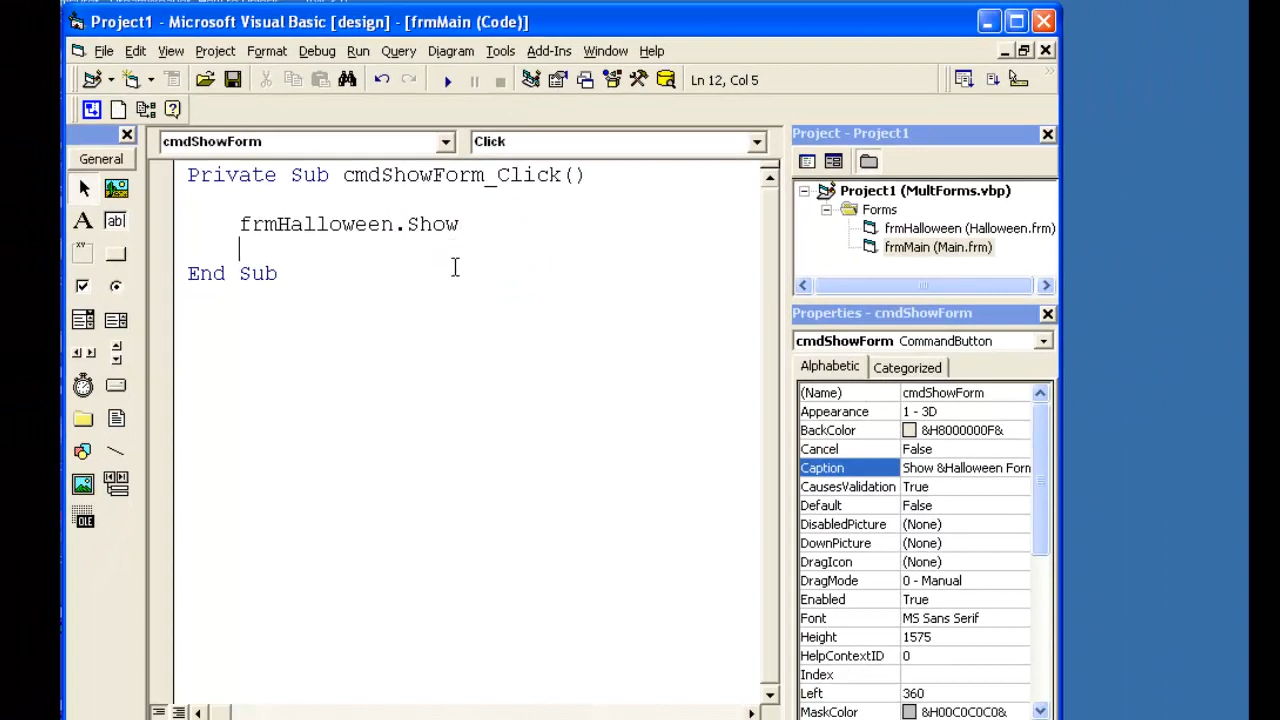 Project1 - Microsoft Visual Basic [design] - [frmMain (Code)]
File Edit View Project Format Debug Run Query Diagram Tools Add-Ins Window Help
Ln 12, Col 5
General
cmdShowForm
Click
Private Sub cmdShowForm_Click()
frmHalloween.Show
End Sub
A
ab|
XY
OLE
Project - Project1
Project1 (MultForms.vbp)
Forms
frmHalloween (Halloween.frm)
frmMain (Main.frm)
Properties - cmdShowForm
cmdShowForm CommandButton
Alphabetic Categorized
(Name) cmdShowForm
Appearance 1 - 3D
BackColor &H8000000F&
Cancel False
Caption Show &Halloween Forn
CausesValidation True
Default False
DisabledPicture (None)
DownPicture (None)
DragIcon (None)
DragMode 0 - Manual
Enabled True
Font MS Sans Serif
Height 1575
HelpContextID 0
Index
Left 360
MaskColor &H00C0C0C0&